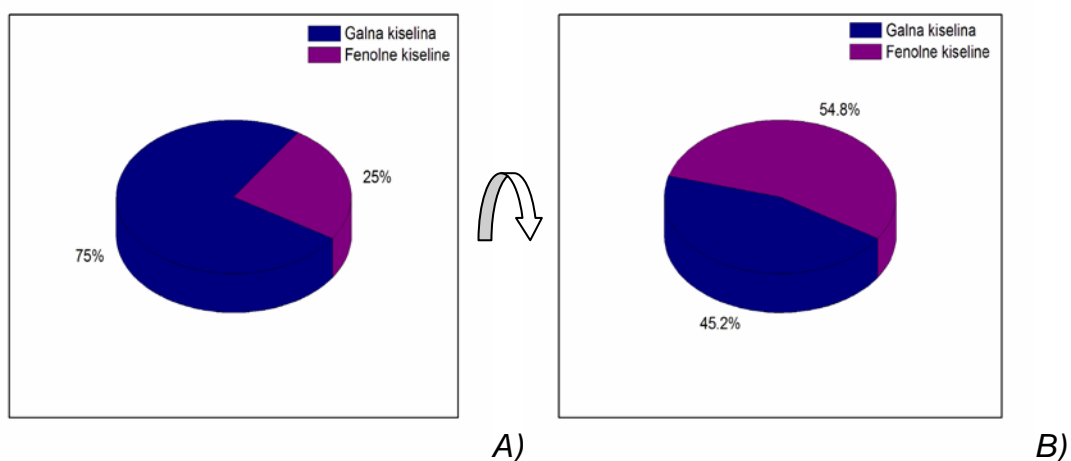 Galna kiselina
Fenolne kiseline
25%
75%
A)
Galna kiselina
Fenolne kiseline
54.8%
45.2%
B)